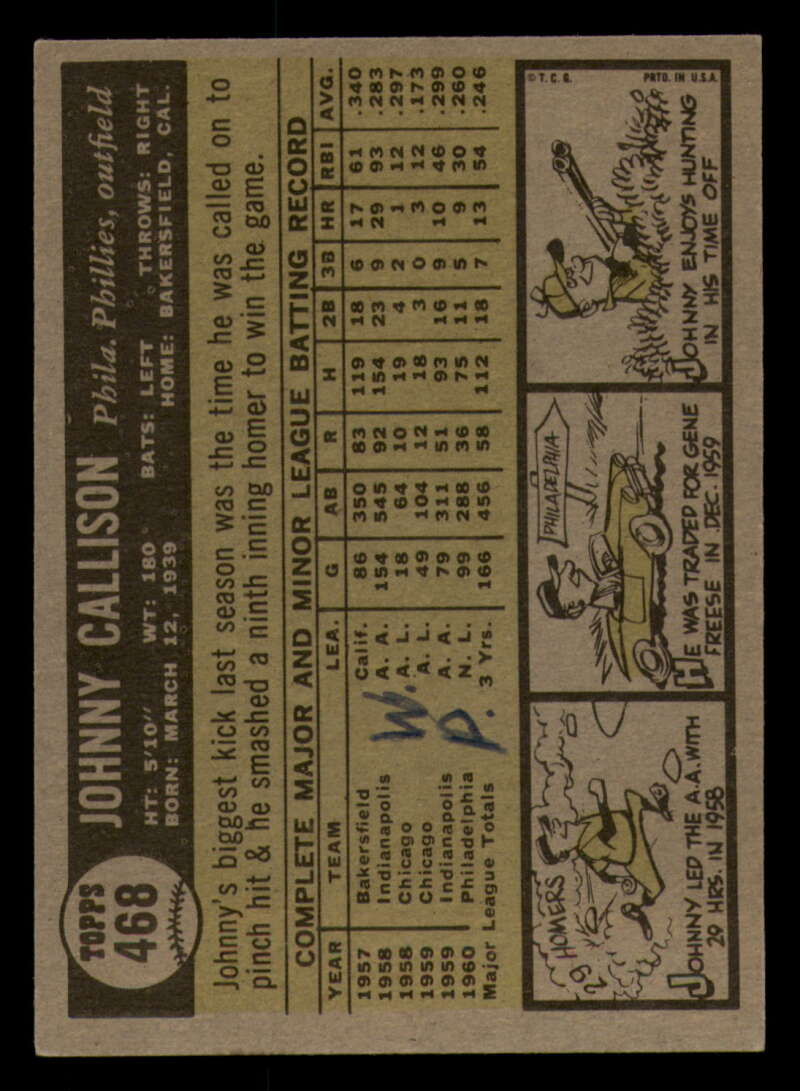 TOPPS
468
JOHNNY CALLISON Phila. Phillies, outfield
HT: 5'10" WT: 180 BATS: LEFT THROWS: RIGHT
BORN: MARCH 12, 1939 HOME: BAKERSFIELD, CAL.
Johnny's biggest kick last season was the time he was called on to
pinch hit & he smashed a ninth inning homer to win the game.
COMPLETE MAJOR AND MINOR LEAGUE BATTING RECORD
YEAR TEAM LEA. G AB R H 2B 3B HR RBI AVG.
1957 Bakersfield Calif. 86 350 83 119 18 6 17 61 .340
1958 Indianapolis A. A. 154 545 92 154 23 9 29 93 .283
1958 Chicago A. L. 18 64 10 19 4 2 1 12 .297
1959 Chicago A. L. 49 104 12 18 3 0 3 12 .173
1959 Indianapolis A. A. 79 311 51 93 16 9 10 46 .299
1960 Philadelphia N. L. 99 288 36 75 11 5 9 30 .260
Major League Totals 3 Yrs. 166 456 58 112 18 7 13 54 .246
W.
P.
29 HOMERS
JOHNNY LED THE A.A. WITH
29 HRS. IN 1958
PHILADELPHIA
HE WAS TRADED FOR GENE
FREESE IN DEC. 1959
© T. C. G. PRTD. IN U.S.A.
JOHNNY ENJOYS HUNTING
IN HIS TIME OFF